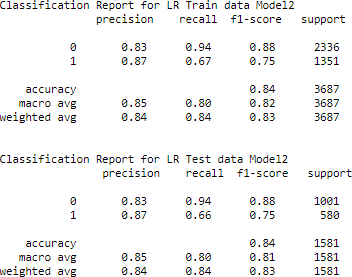 Classification Report for LR Train data Model2
precision recall f1-score support
0 0.83 0.94 0.88 2336
1 0.87 0.67 0.75 1351
accuracy 0.84 3687
macro avg 0.85 0.80 0.82 3687
weighted avg 0.84 0.84 0.83 3687
Classification Report for LR Test data Model2
precision recall f1-score support
0 0.83 0.94 0.88 1001
1 0.87 0.66 0.75 580
accuracy 0.84 1581
macro avg 0.85 0.80 0.81 1581
weighted avg 0.84 0.84 0.83 1581